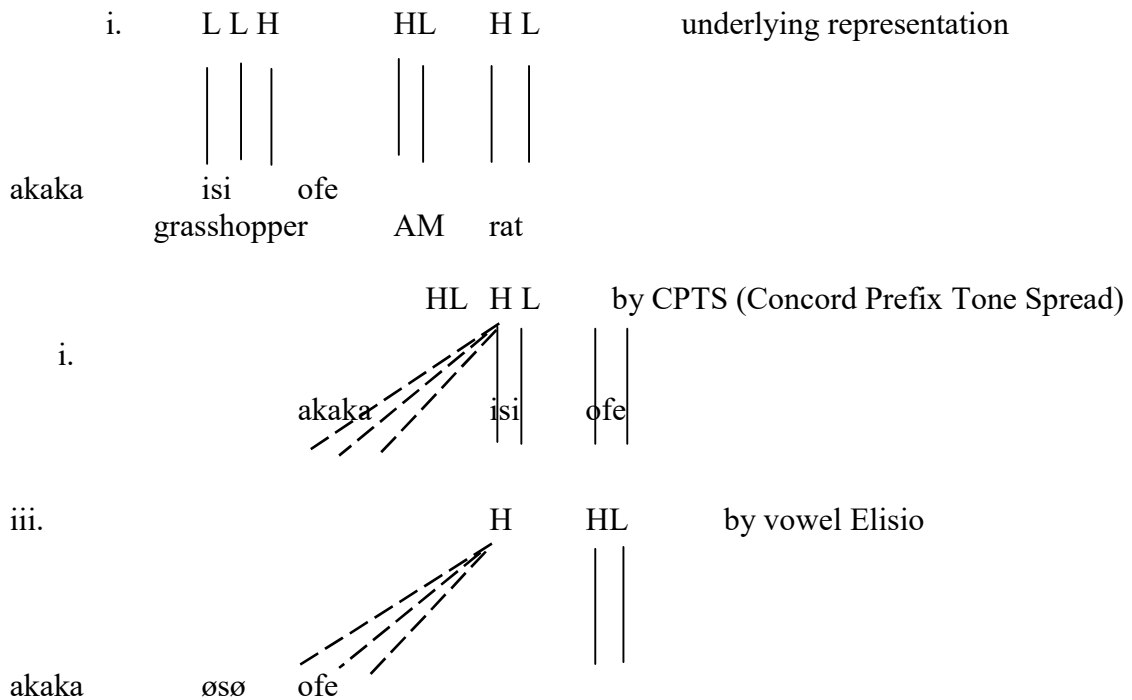 i. L L H HL H L underlying representation
akaka isi ofe
grasshopper AM rat
HL H L by CPTS (Concord Prefix Tone Spread)
i.
akaka isi ofe
iii. H HL by vowel Elisio
akaka øsø ofe